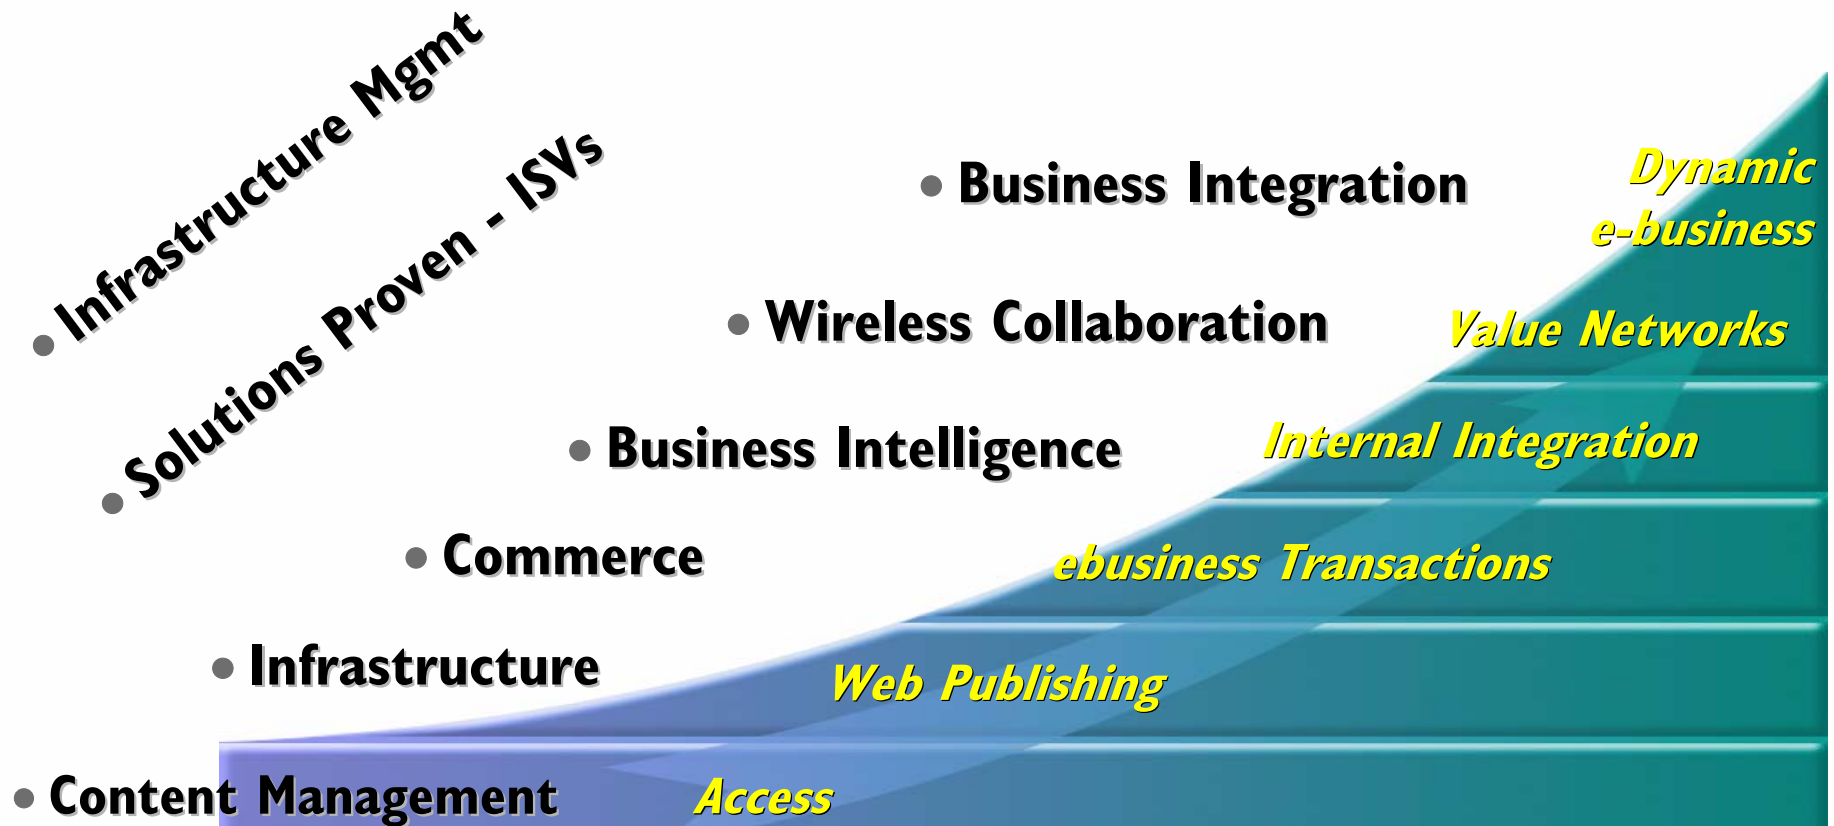 • Infrastructure Mgmt
• Solutions Proven - ISVs
• Business Integration
Dynamic
e-business
• Wireless Collaboration
Value Networks
• Business Intelligence
Internal Integration
• Commerce
ebusiness Transactions
• Infrastructure
Web Publishing
• Content Management
Access